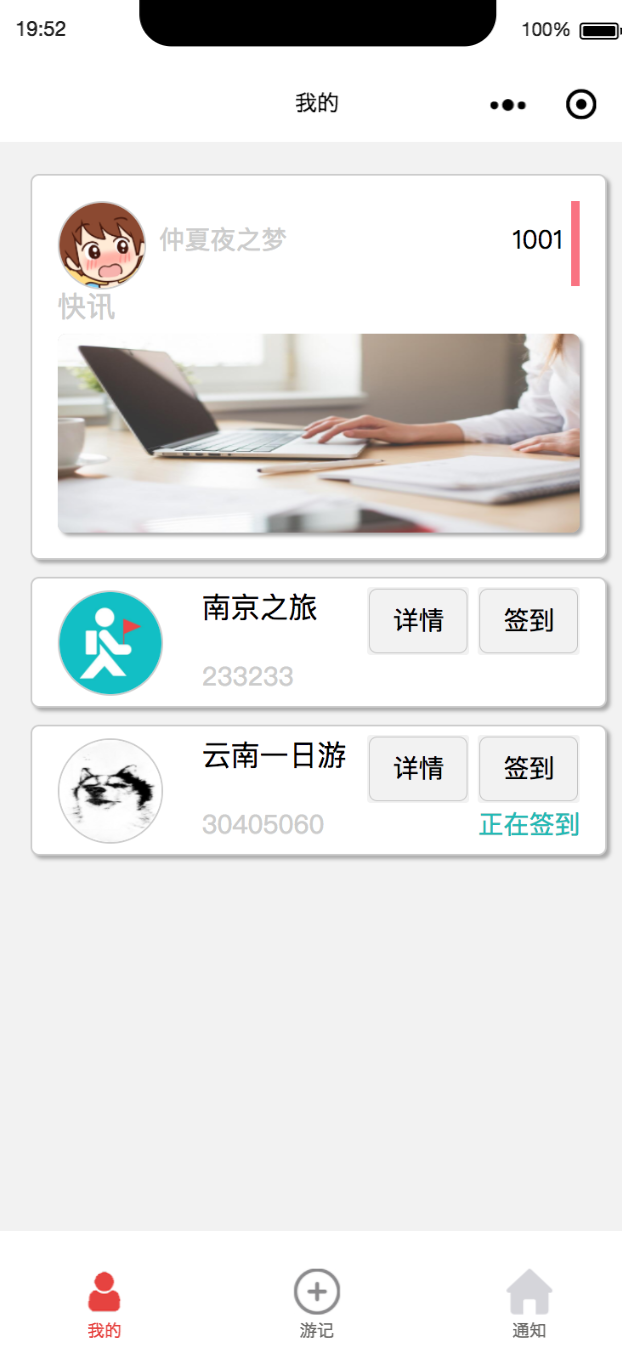 19:52 100%
我的
仲夏夜之梦 1001
快讯
南京之旅 详情 签到
233233
云南一日游 详情 签到
30405060 正在签到
我的 游记 通知